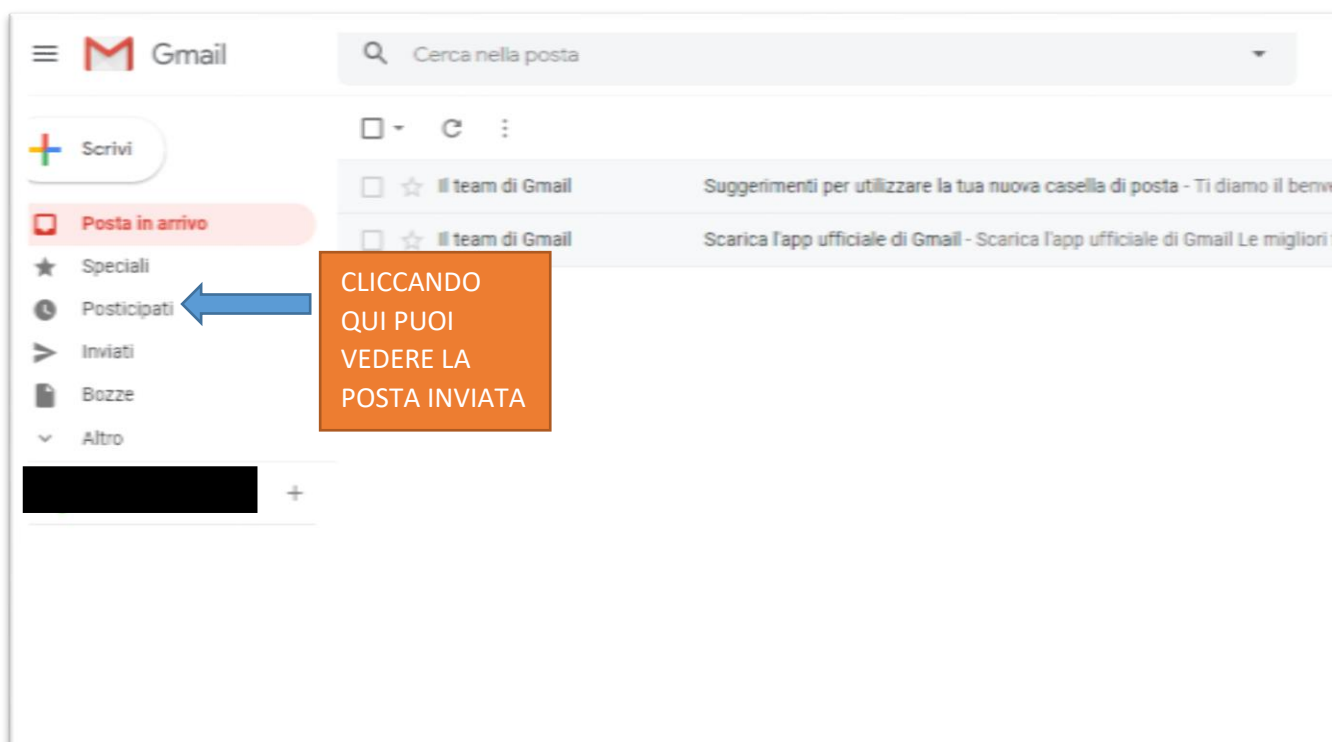 Gmail
Cerca nella posta
Scrivi
Il team di Gmail Suggerimenti per utilizzare la tua nuova casella di posta - Ti diamo il benve
Posta in arrivo
Il team di Gmail Scarica l'app ufficiale di Gmail - Scarica l'app ufficiale di Gmail Le migliori
Speciali
Posticipati
Inviati
Bozze
Altro
CLICCANDO
QUI PUOI
VEDERE LA
POSTA INVIATA